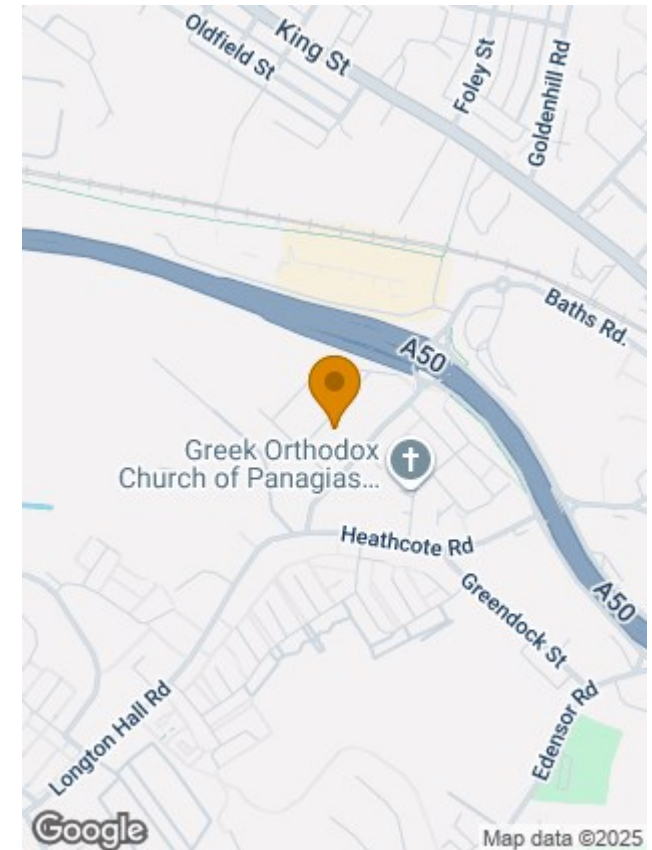 Oldfield St
King St
Foley St
Goldenhill Rd
Baths Rd.
A50
Greek Orthodox
Church of Panagias...
Heathcote Rd
Greendock St
A50
Edensor Rd
Longton Hall Rd
Google
Map data ©2025